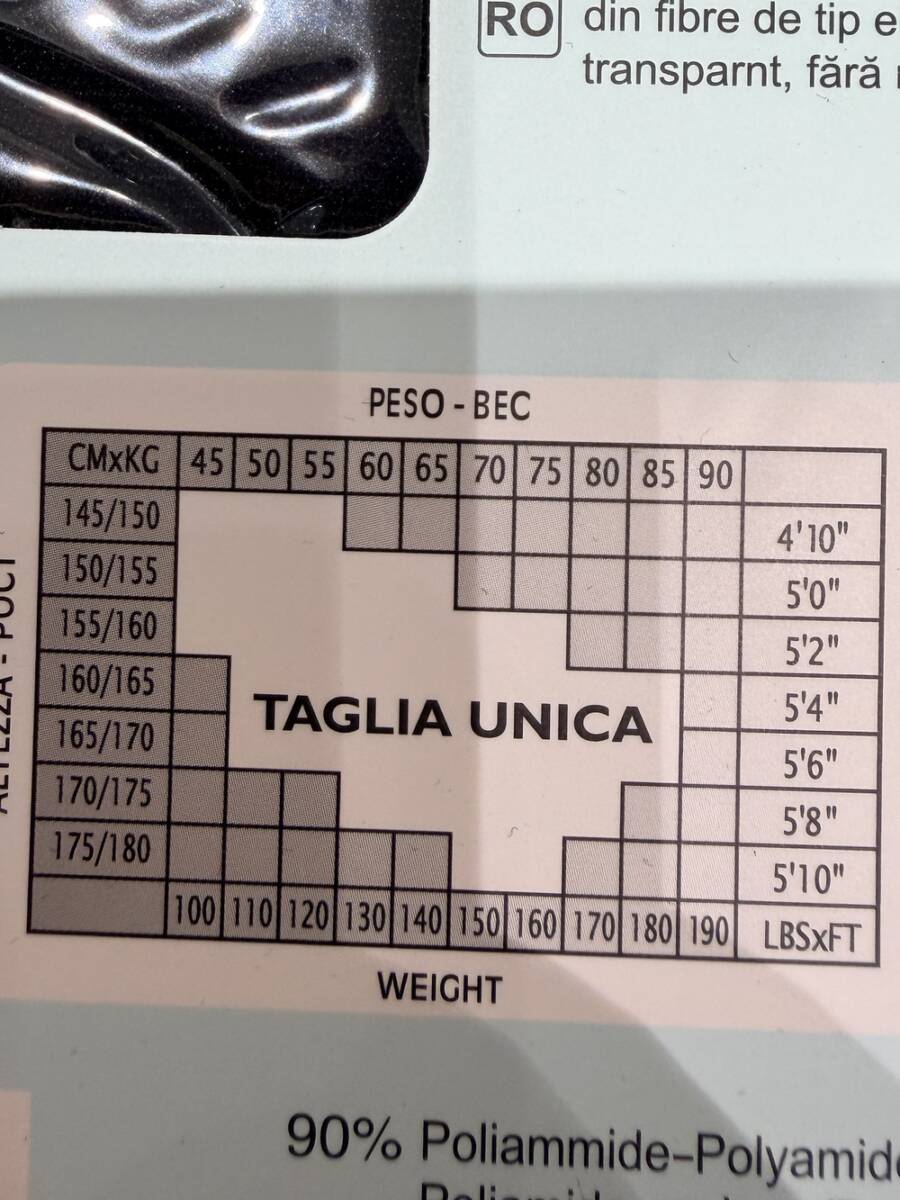 RO din fibre de tip e
transparnt, fără
PESO - BEC
CMxKG 45 50 55 60 65 70 75 80 85 90
145/150 4'10"
150/155 5'0"
155/160 5'2"
160/165 5'4"
TAGLIA UNICA
165/170 5'6"
170/175 5'8"
175/180 5'10"
100 110 120 130 140 150 160 170 180 190 LBSxFT
WEIGHT
ALTEZZA - РОСТ
90% Poliammide-Polyamide